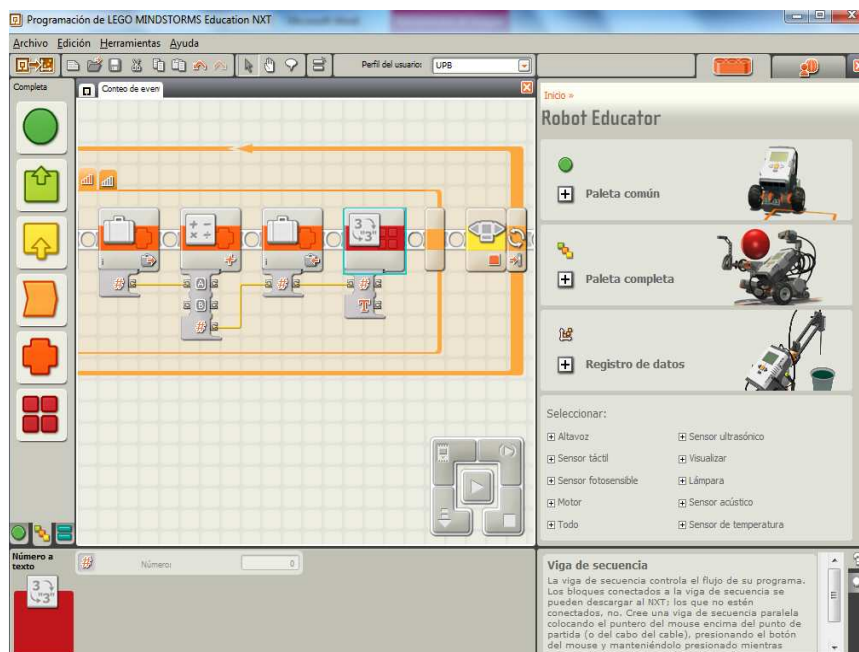 Programación de LEGO MINDSTORMS Education NXT
Archivo Edición Herramientas Ayuda
Perfil del usuario: UPB
Completa
Conteo de even
Inicio »
Robot Educator
Paleta común
Paleta completa
Registro de datos
Seleccionar:
Altavoz
Sensor ultrasónico
Sensor táctil
Visualizar
Sensor fotosensible
Lámpara
Motor
Sensor acústico
Todo
Sensor de temperatura
i
i
3
"3"
#
A
B
#
#
#
T
Número a
texto
3
"3"
#
Número:
0
Viga de secuencia
La viga de secuencia controla el flujo de su programa.
Los bloques conectados a la viga de secuencia se
pueden descargar al NXT; los que no estén
conectados, no. Cree una viga de secuencia paralela
colocando el puntero del mouse encima del punto de
partida (o del cabo del cable), presionando el botón
del mouse y manteniéndolo presionado mientras